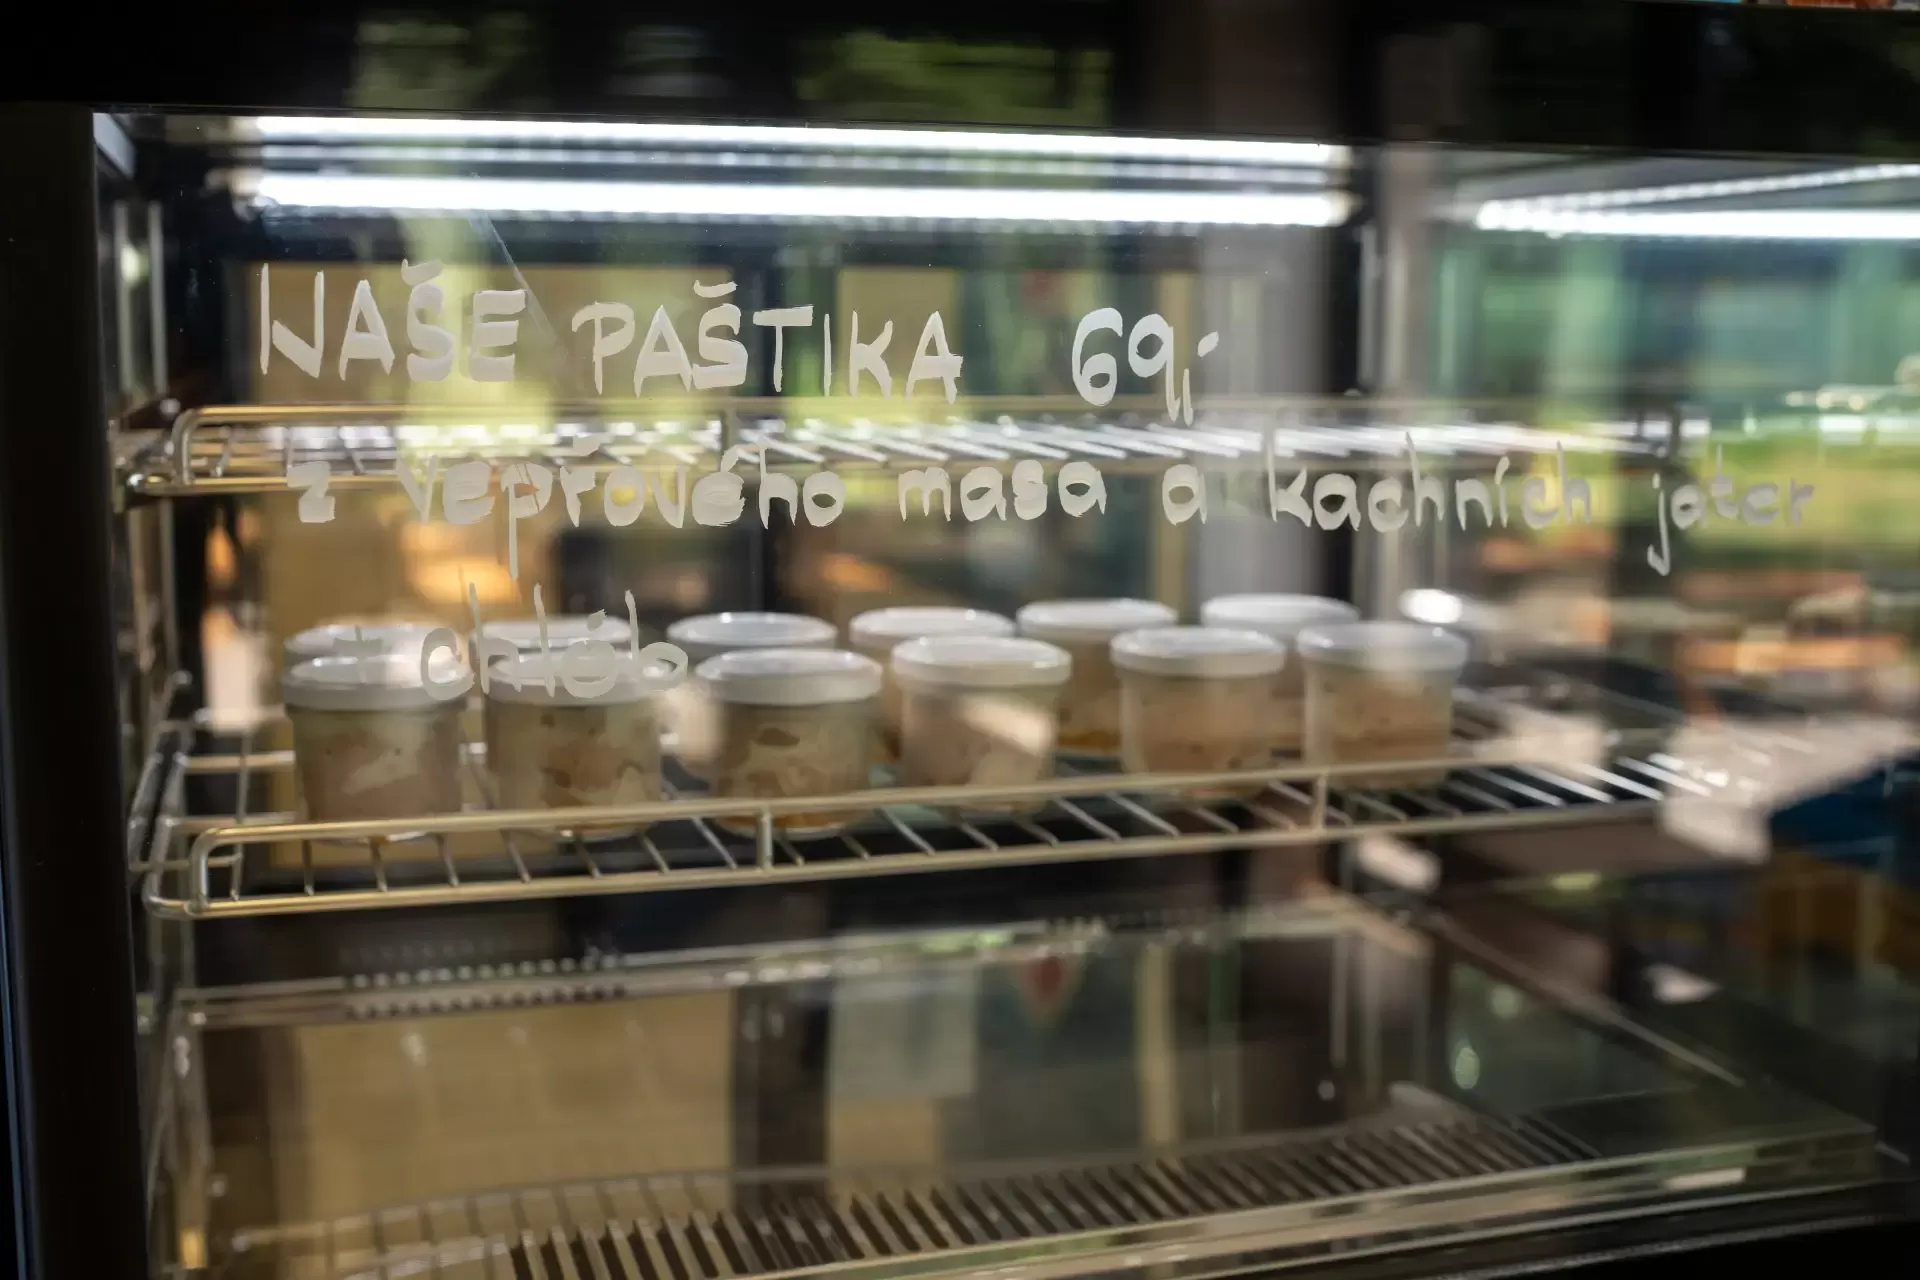 NAŠE PAŠTIKA 69,-
z vepřového masa a kachních jater
+ chléb